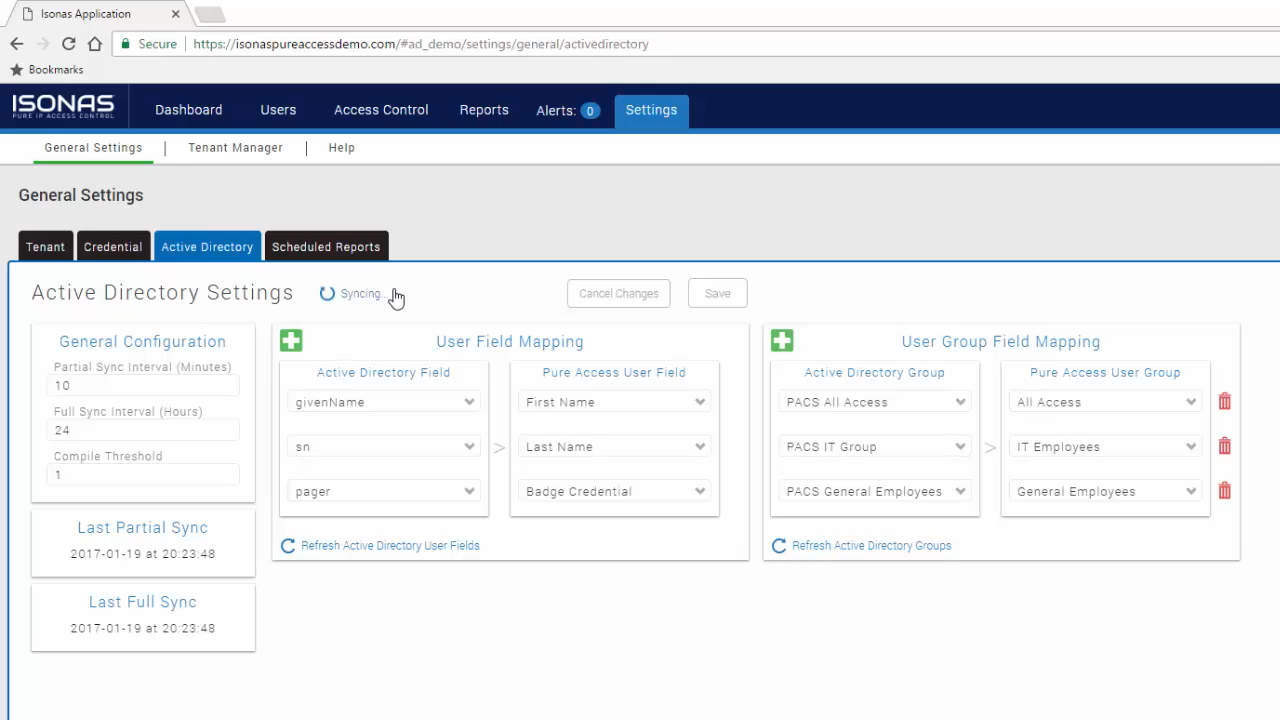 Isonas Application
Secure https://isonaspureaccessdemo.com/#ad_demo/settings/general/activedirectory
Bookmarks
ISONAS
PURE IP ACCESS CONTROL
Dashboard Users Access Control Reports Alerts: 0 Settings
General Settings | Tenant Manager | Help
General Settings
Tenant Credential Active Directory Scheduled Reports
Active Directory Settings Syncing.. Cancel Changes Save
General Configuration
Partial Sync Interval (Minutes)
10
Full Sync Interval (Hours)
24
Compile Threshold
1
Last Partial Sync
2017-01-19 at 20:23:48
Last Full Sync
2017-01-19 at 20:23:48
User Field Mapping
Active Directory Field Pure Access User Field
givenName First Name
sn > Last Name
pager Badge Credential
Refresh Active Directory User Fields
User Group Field Mapping
Active Directory Group Pure Access User Group
PACS All Access All Access
PACS IT Group > IT Employees
PACS General Employees General Employees
Refresh Active Directory Groups